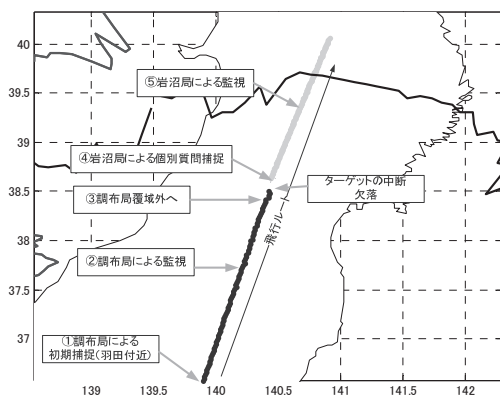 40
39.5
39
38.5
38
37.5
37
139
139.5
140
140.5
141
141.5
142
⑤岩沼局による監視
④岩沼局による個別質問捕捉
③調布局覆域外へ
ターゲットの中断
欠落
飛行ルート
②調布局による監視
①調布局による
初期捕捉(羽田付近)